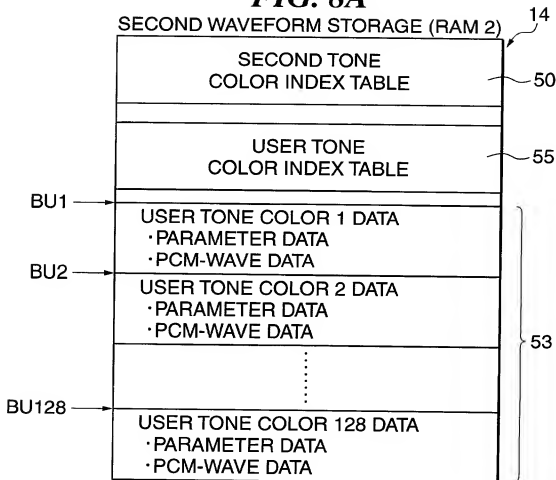 FIG. 8A
SECOND WAVEFORM STORAGE (RAM 2)
14
SECOND TONE
COLOR INDEX TABLE
50
USER TONE
COLOR INDEX TABLE
55
BU1
USER TONE COLOR 1 DATA
·PARAMETER DATA
·PCM-WAVE DATA
BU2
USER TONE COLOR 2 DATA
·PARAMETER DATA
·PCM-WAVE DATA
53
BU128
USER TONE COLOR 128 DATA
·PARAMETER DATA
·PCM-WAVE DATA